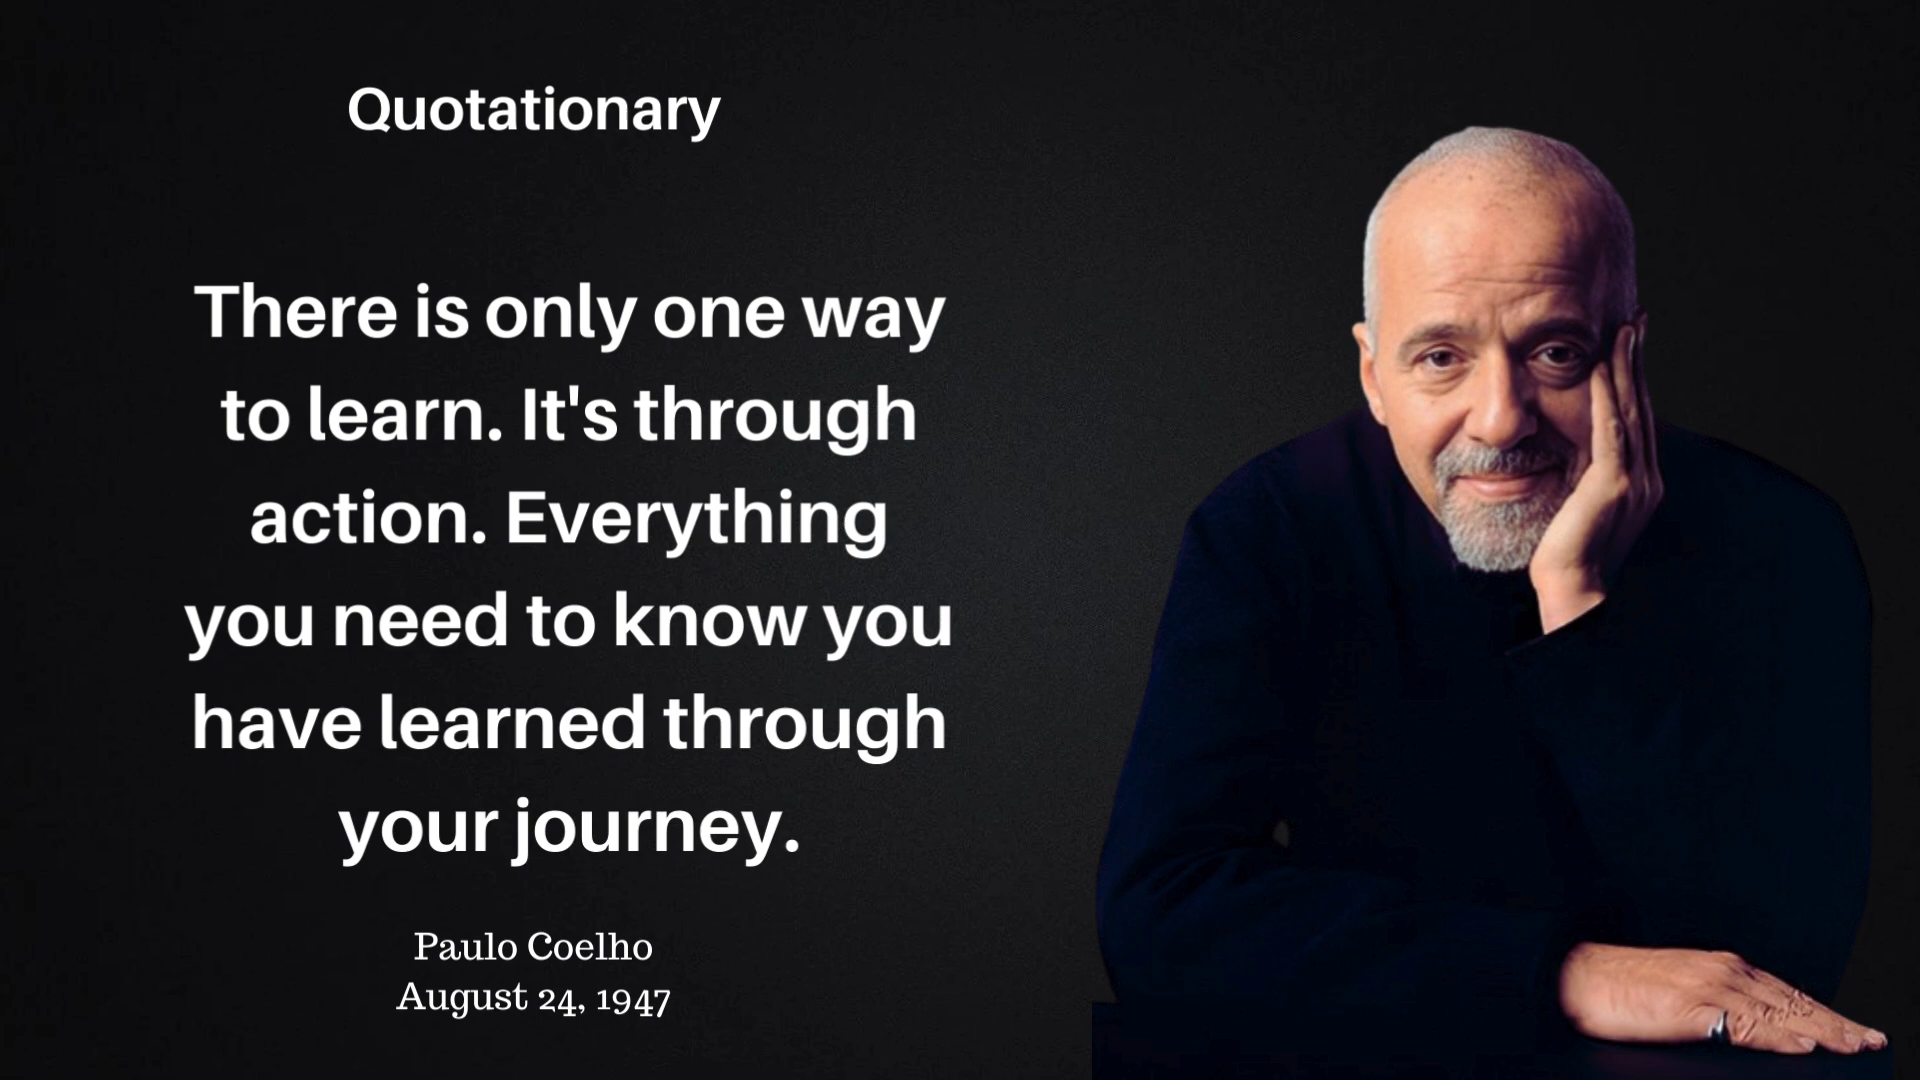 Quotationary
There is only one way
to learn. It's through
action. Everything
you need to know you
have learned through
your journey.
Paulo Coelho
August 24, 1947